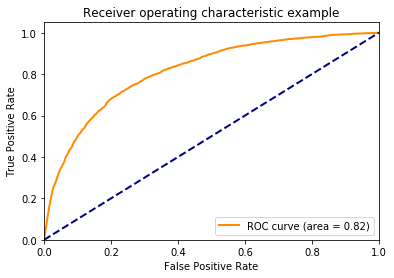 Receiver operating characteristic example
1.0
0.8
0.6
0.4
0.2
0.0
True Positive Rate
ROC curve (area = 0.82)
0.0 0.2 0.4 0.6 0.8 1.0
False Positive Rate